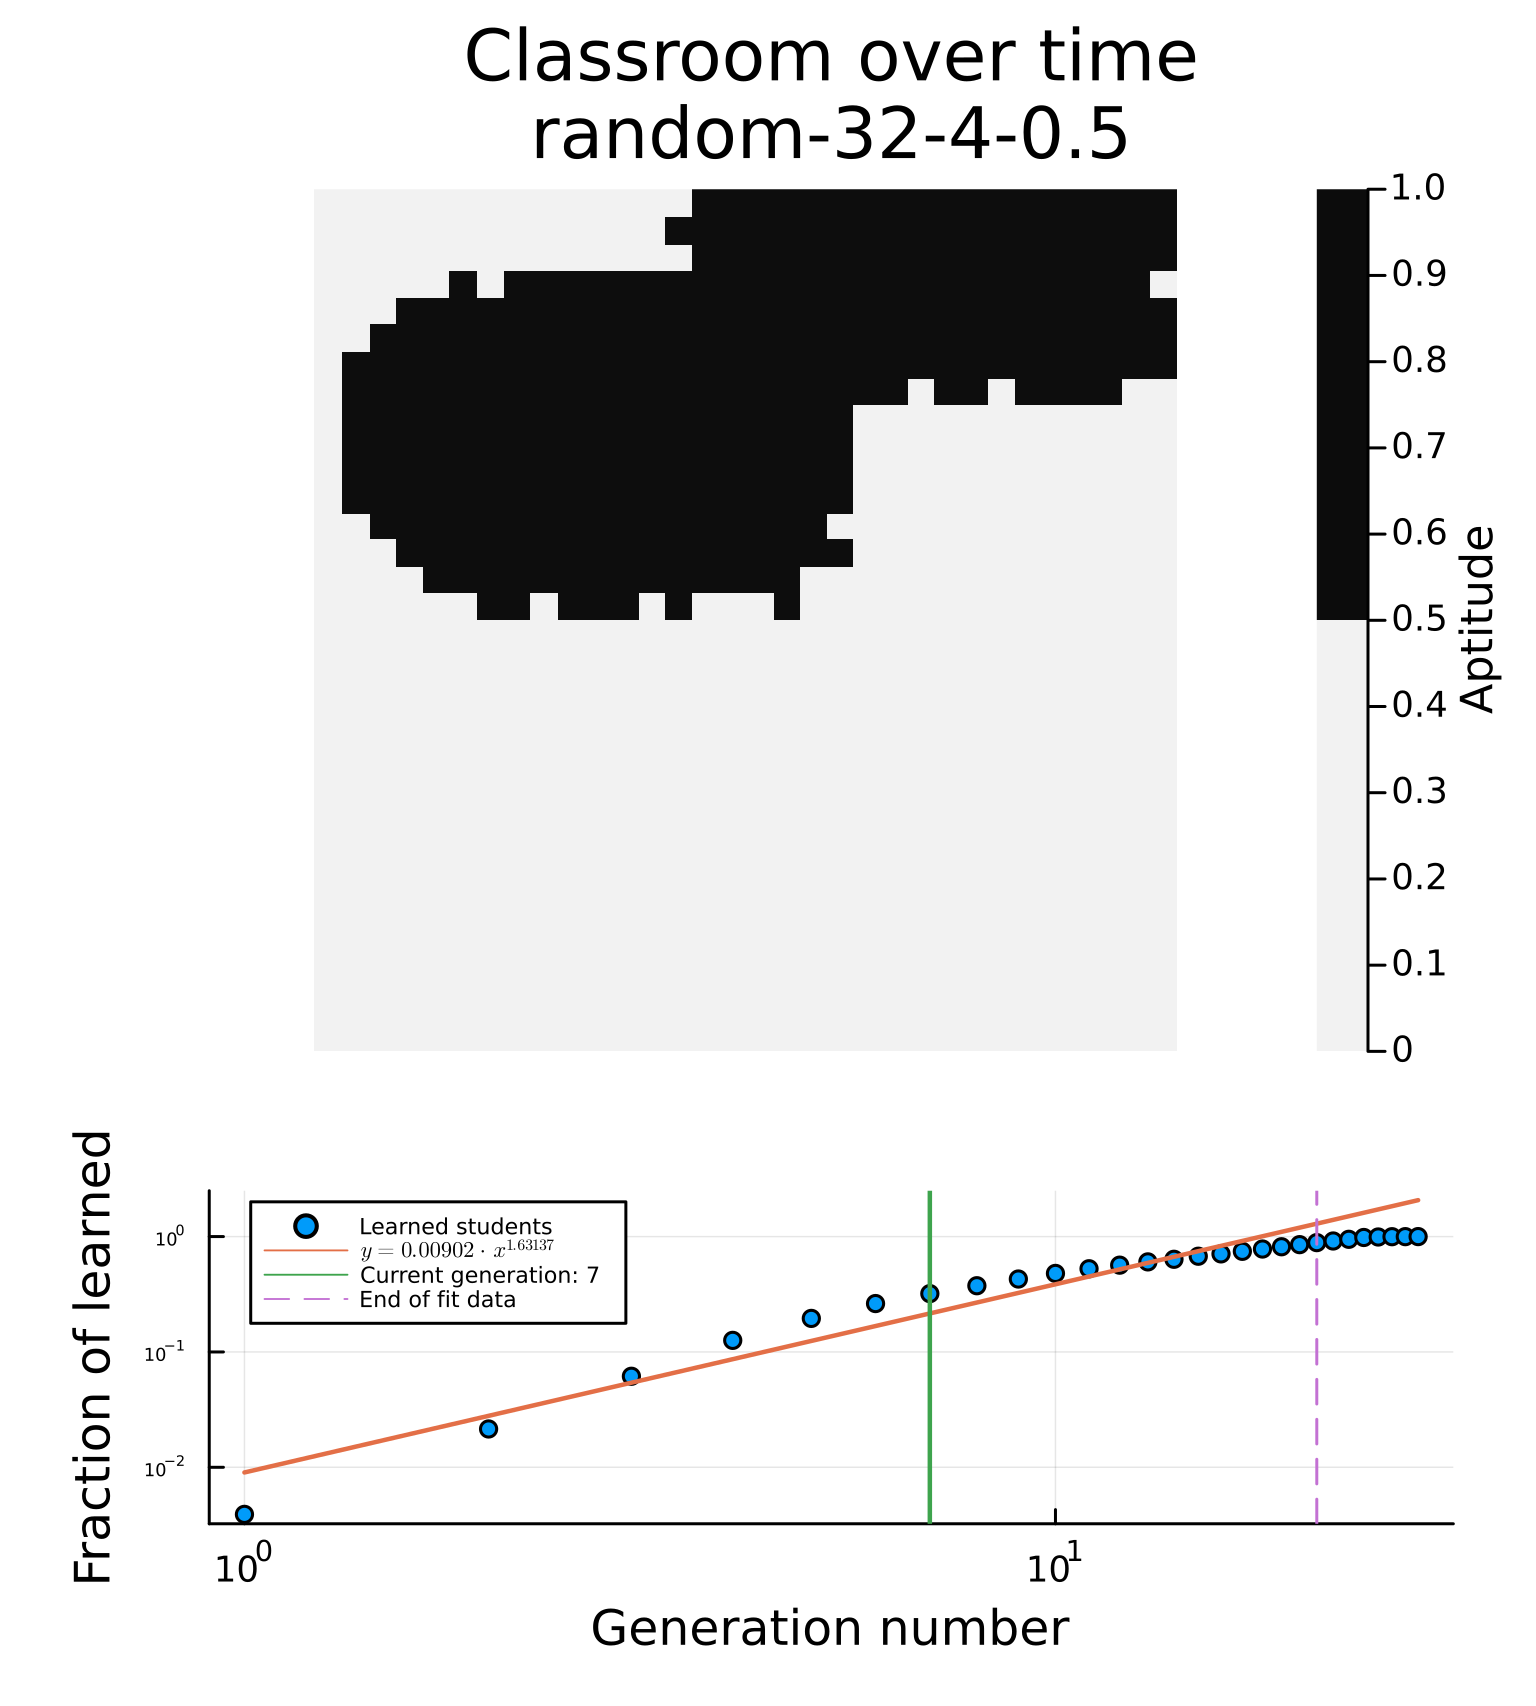 Classroom over time
random-32-4-0.5
1.0
0.9
0.8
0.7
0.6
0.5
0.4
0.3
0.2
0.1
0
Aptitude
Fraction of learned
10^0
10^-1
10^-2
Learned students
y = 0.00902 · x^1.63137
Current generation: 7
End of fit data
10^0
10^1
Generation number